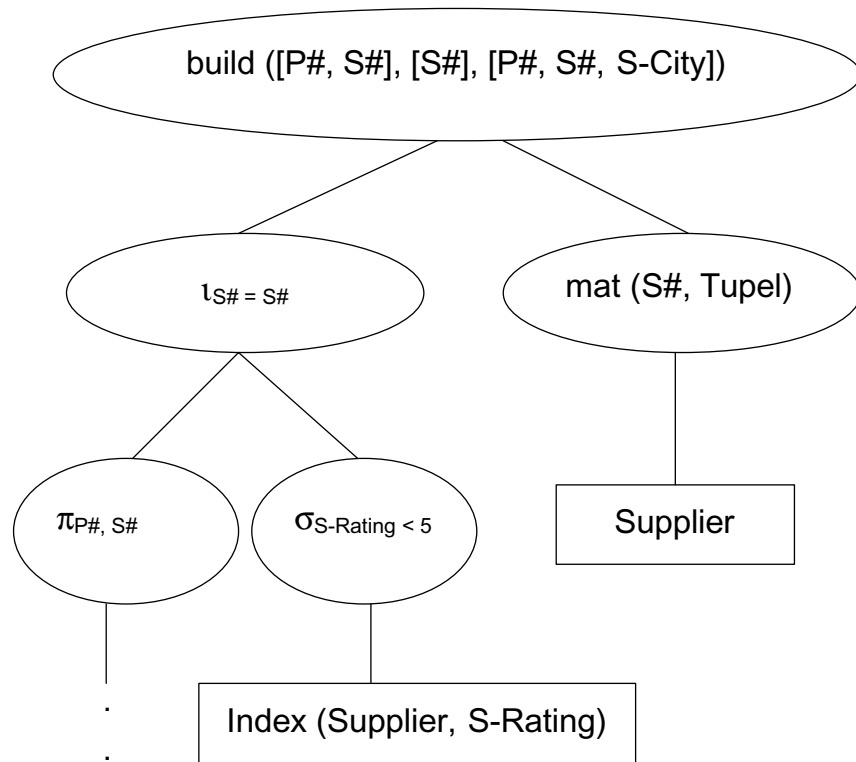 build ([P#, S#], [S#], [P#, S#, S-City])
ιS# = S#
mat (S#, Tupel)
πP#, S#
σS-Rating < 5
Supplier
Index (Supplier, S-Rating)
.
.